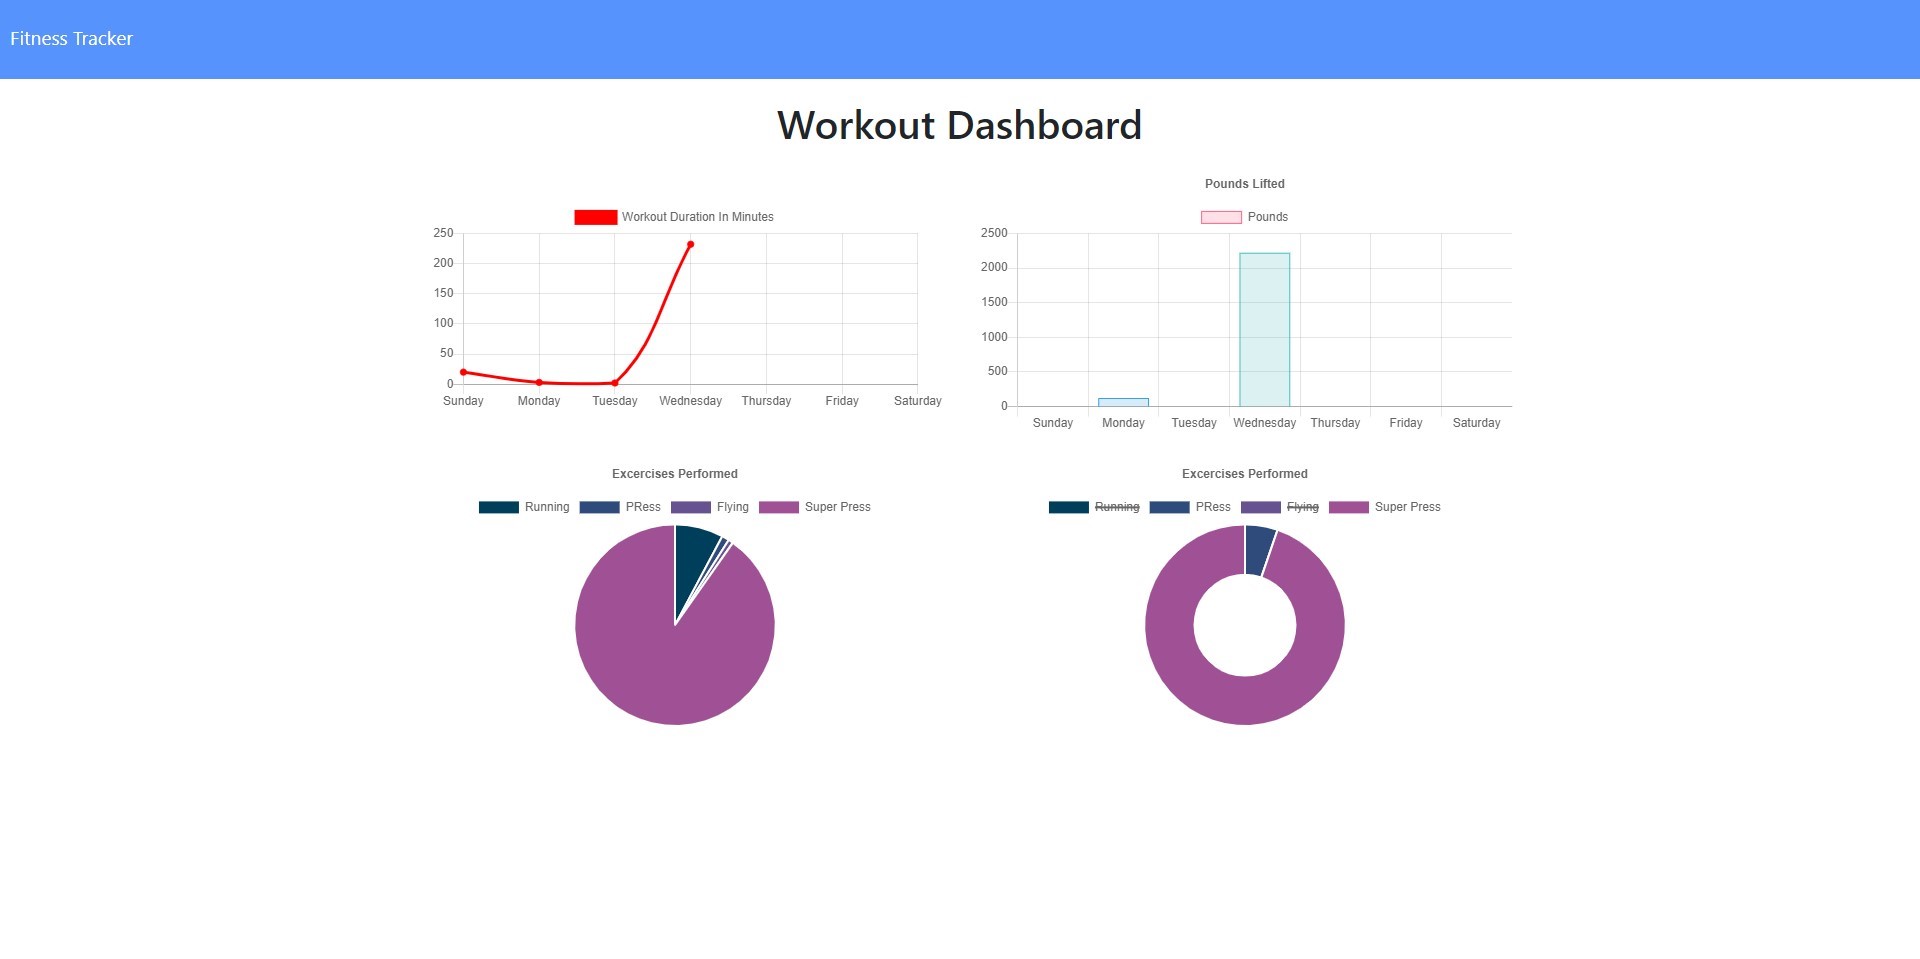 Fitness Tracker
Workout Dashboard
Workout Duration In Minutes
250
200
150
100
50
0
Sunday Monday Tuesday Wednesday Thursday Friday Saturday
Pounds Lifted
Pounds
2500
2000
1500
1000
500
0
Sunday Monday Tuesday Wednesday Thursday Friday Saturday
Excercises Performed
Running PRess Flying Super Press
Excercises Performed
Running PRess Flying Super Press